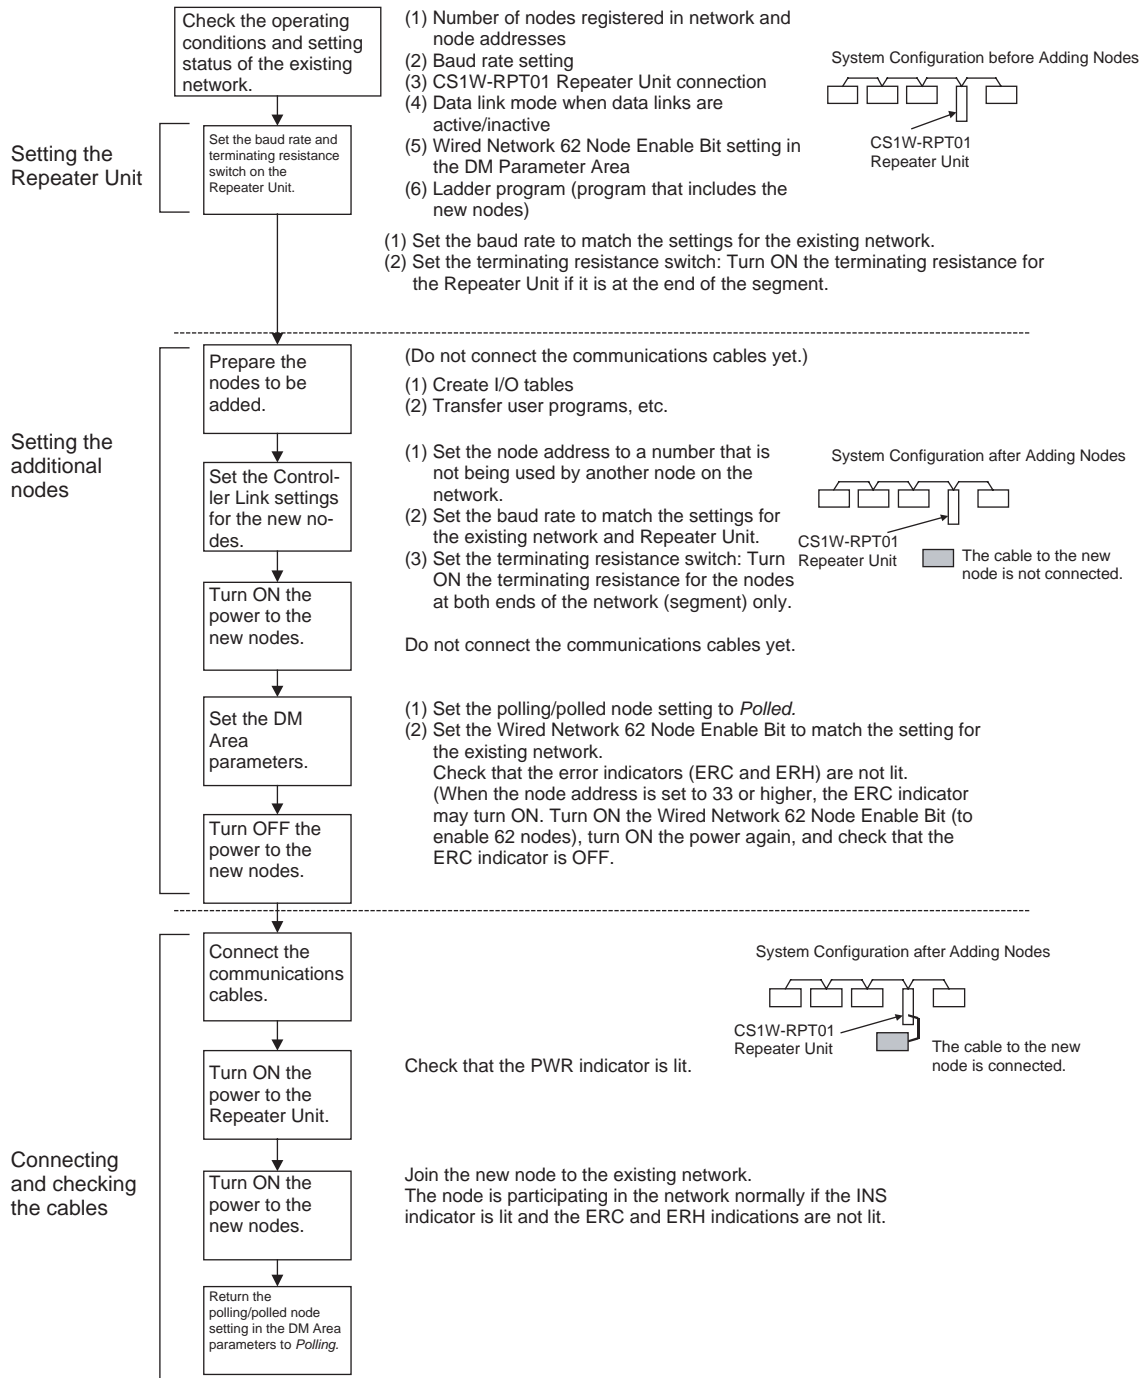 Check the operating
conditions and setting
status of the existing
network.
(1) Number of nodes registered in network and
node addresses
(2) Baud rate setting
(3) CS1W-RPT01 Repeater Unit connection
(4) Data link mode when data links are
active/inactive
(5) Wired Network 62 Node Enable Bit setting in
the DM Parameter Area
(6) Ladder program (program that includes the
new nodes)
System Configuration before Adding Nodes
CS1W-RPT01
Repeater Unit
Setting the
Repeater Unit
Set the baud rate and
terminating resistance
switch on the
Repeater Unit.
(1) Set the baud rate to match the settings for the existing network.
(2) Set the terminating resistance switch: Turn ON the terminating resistance for
the Repeater Unit if it is at the end of the segment.
Setting the
additional
nodes
Prepare the
nodes to be
added.
(Do not connect the communications cables yet.)
(1) Create I/O tables
(2) Transfer user programs, etc.
Set the Control-
ler Link settings
for the new no-
des.
(1) Set the node address to a number that is
not being used by another node on the
network.
(2) Set the baud rate to match the settings for
the existing network and Repeater Unit.
(3) Set the terminating resistance switch: Turn
ON the terminating resistance for the nodes
at both ends of the network (segment) only.
System Configuration after Adding Nodes
CS1W-RPT01
Repeater Unit
The cable to the new
node is not connected.
Turn ON the
power to the
new nodes.
Do not connect the communications cables yet.
Set the DM
Area
parameters.
(1) Set the polling/polled node setting to Polled.
(2) Set the Wired Network 62 Node Enable Bit to match the setting for
the existing network.
Check that the error indicators (ERC and ERH) are not lit.
(When the node address is set to 33 or higher, the ERC indicator
may turn ON. Turn ON the Wired Network 62 Node Enable Bit (to
enable 62 nodes), turn ON the power again, and check that the
ERC indicator is OFF.
Turn OFF the
power to the
new nodes.
Connecting
and checking
the cables
Connect the
communications
cables.
System Configuration after Adding Nodes
CS1W-RPT01
Repeater Unit
The cable to the new
node is connected.
Turn ON the
power to the
Repeater Unit.
Check that the PWR indicator is lit.
Turn ON the
power to the
new nodes.
Join the new node to the existing network.
The node is participating in the network normally if the INS
indicator is lit and the ERC and ERH indications are not lit.
Return the
polling/polled node
setting in the DM Area
parameters to Polling.